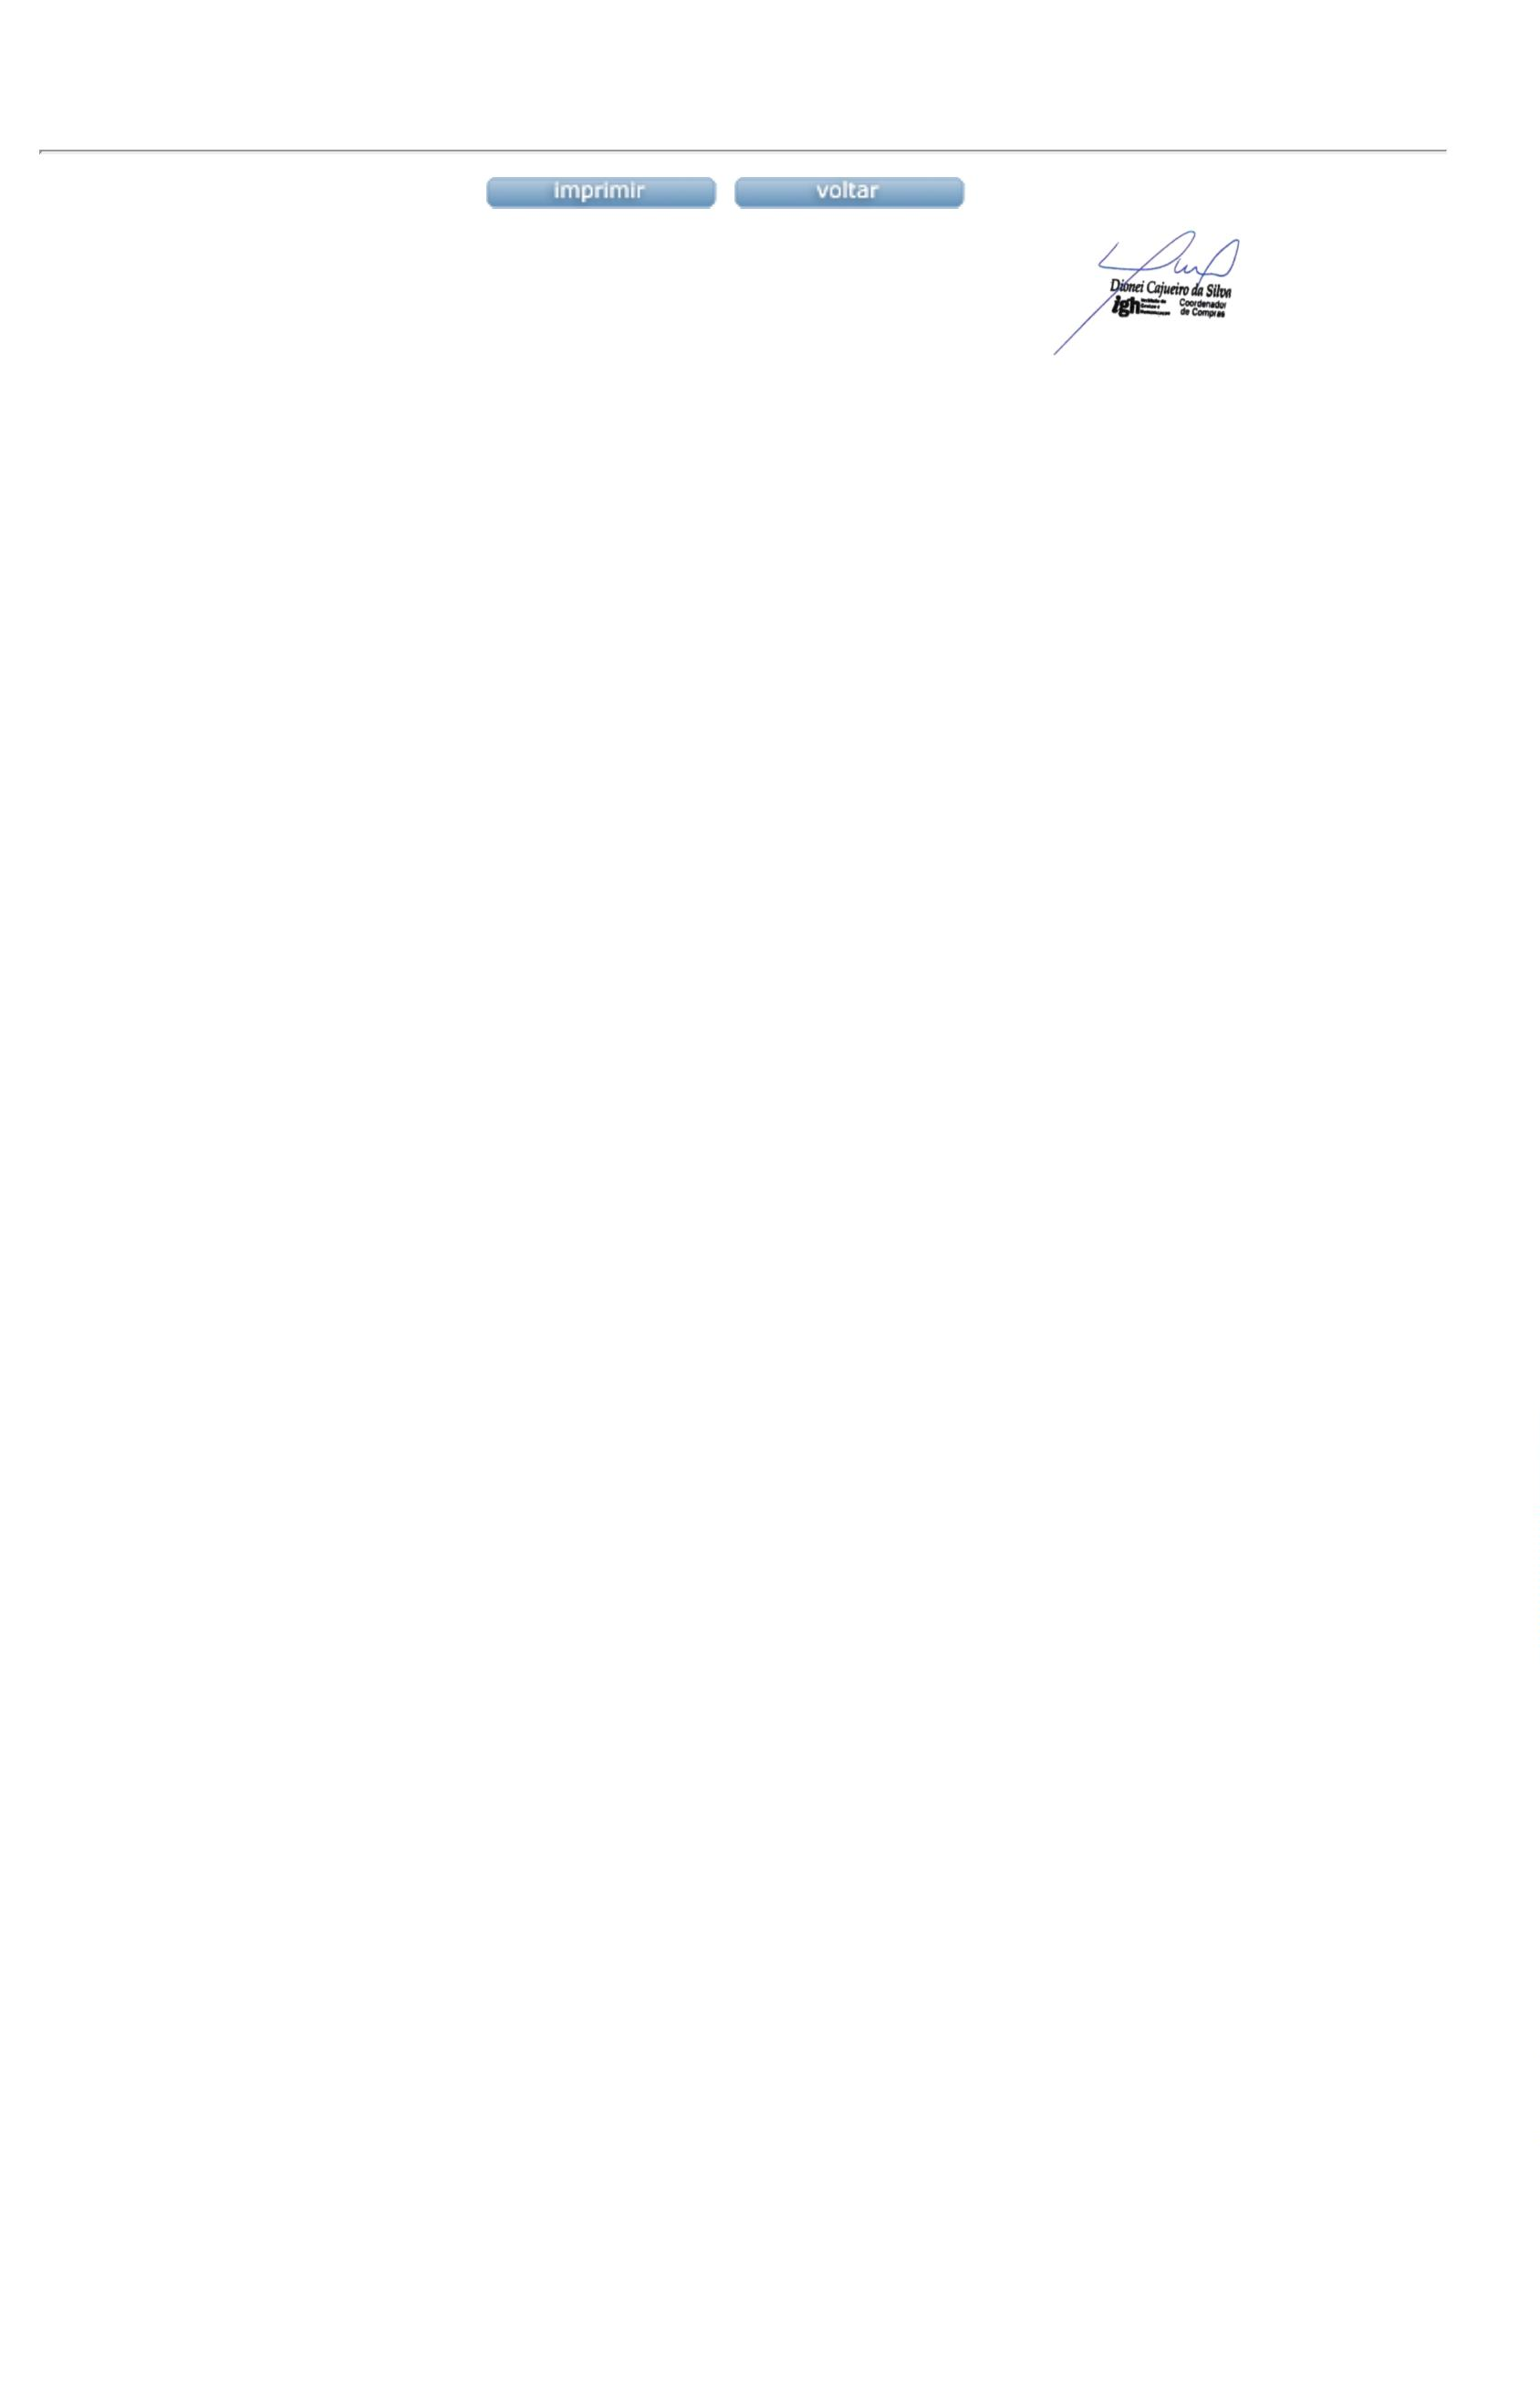 imprimir voltar
Dionei Cajueiro da Silva
igh Coordenador
de Compras